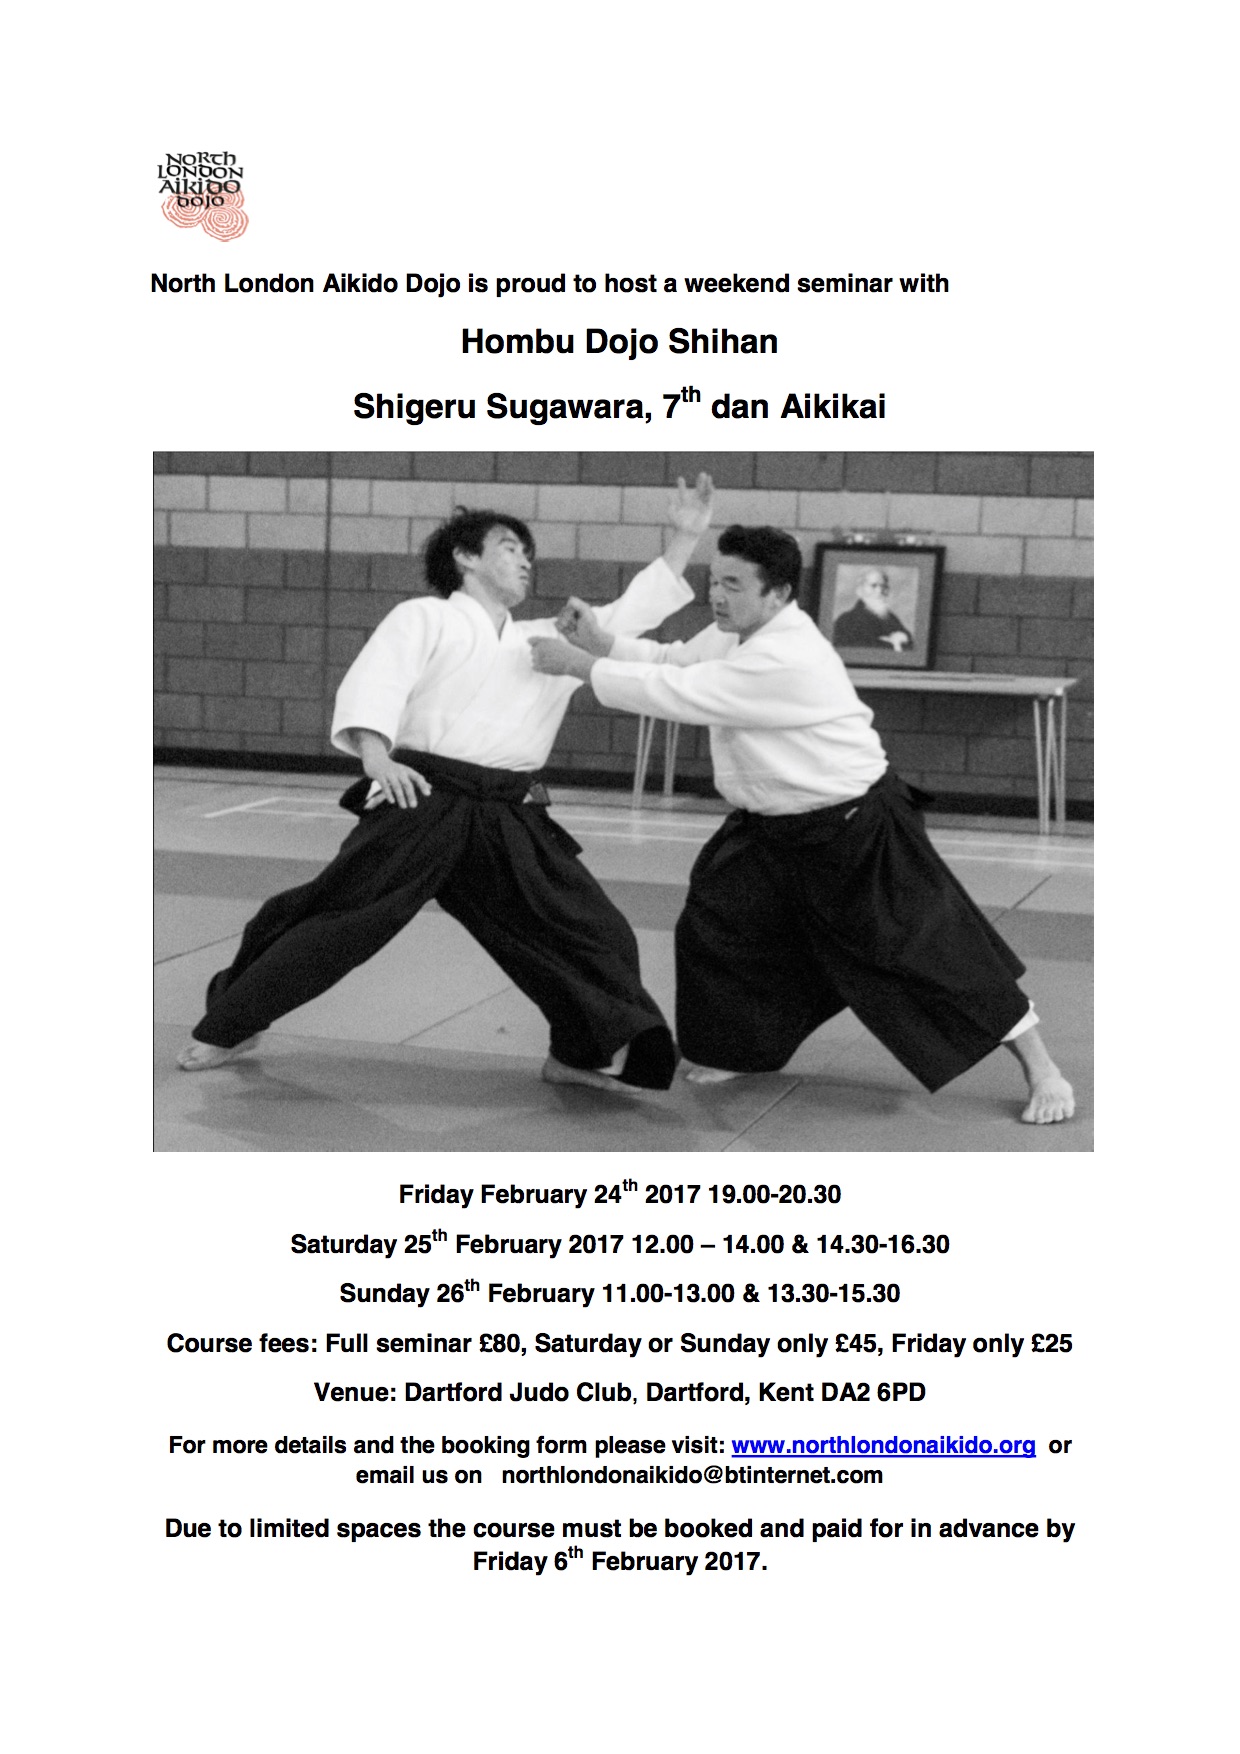 NORTH
LONDON
AIKIDO
DOJO
North London Aikido Dojo is proud to host a weekend seminar with
Hombu Dojo Shihan
Shigeru Sugawara, 7th dan Aikikai
Friday February 24th 2017 19.00-20.30
Saturday 25th February 2017 12.00 – 14.00 & 14.30-16.30
Sunday 26th February 11.00-13.00 & 13.30-15.30
Course fees: Full seminar £80, Saturday or Sunday only £45, Friday only £25
Venue: Dartford Judo Club, Dartford, Kent DA2 6PD
For more details and the booking form please visit: www.northlondonaikido.org or
email us on northlondonaikido@btinternet.com
Due to limited spaces the course must be booked and paid for in advance by
Friday 6th February 2017.